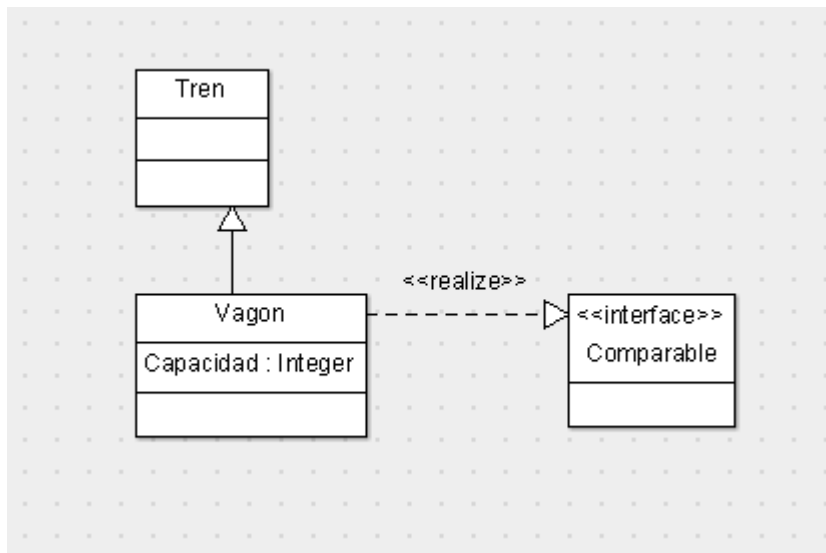 Tren
<<realize>>
Vagon
<<interface>>
Capacidad : Integer
Comparable